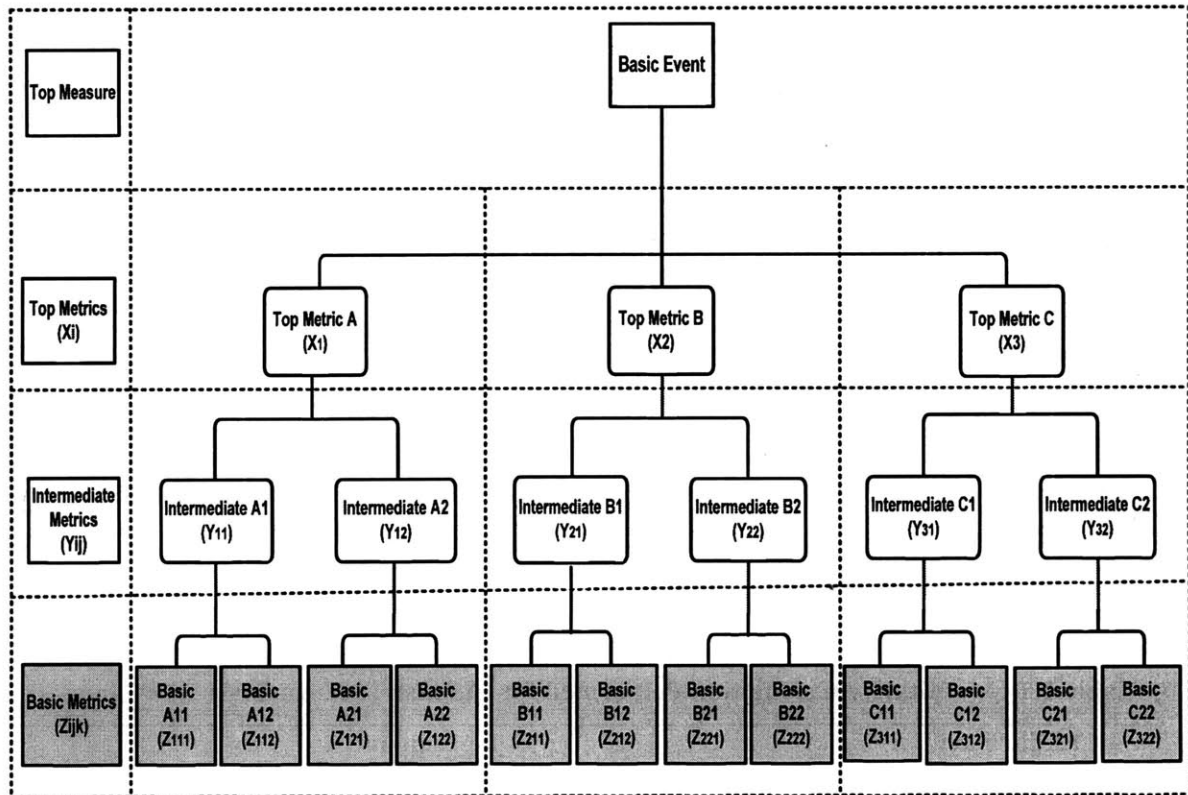 Top Measure
Basic Event
Top Metrics
(Xi)
Top Metric A
(X1)
Top Metric B
(X2)
Top Metric C
(X3)
Intermediate
Metrics
(Yij)
Intermediate A1
(Y11)
Intermediate A2
(Y12)
Intermediate B1
(Y21)
Intermediate B2
(Y22)
Intermediate C1
(Y31)
Intermediate C2
(Y32)
Basic Metrics
(Zijk)
Basic
A11
(Z111)
Basic
A12
(Z112)
Basic
A21
(Z121)
Basic
A22
(Z122)
Basic
B11
(Z211)
Basic
B12
(Z212)
Basic
B21
(Z221)
Basic
B22
(Z222)
Basic
C11
(Z311)
Basic
C12
(Z312)
Basic
C21
(Z321)
Basic
C22
(Z322)